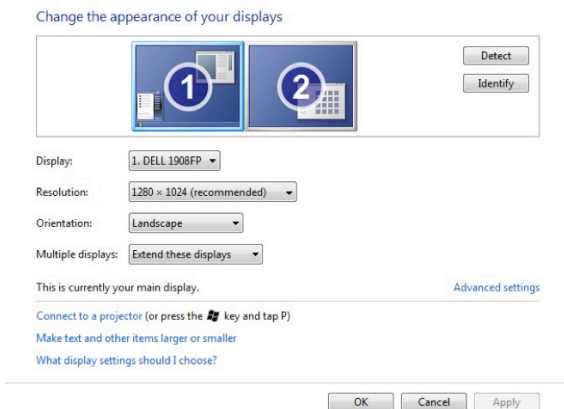 Change the appearance of your displays
1
2
Detect
Identify
Display:
1. DELL 1908FP
Resolution:
1280 × 1024 (recommended)
Orientation:
Landscape
Multiple displays:
Extend these displays
This is currently your main display.
Advanced settings
Connect to a projector (or press the key and tap P)
Make text and other items larger or smaller
What display settings should I choose?
OK
Cancel
Apply